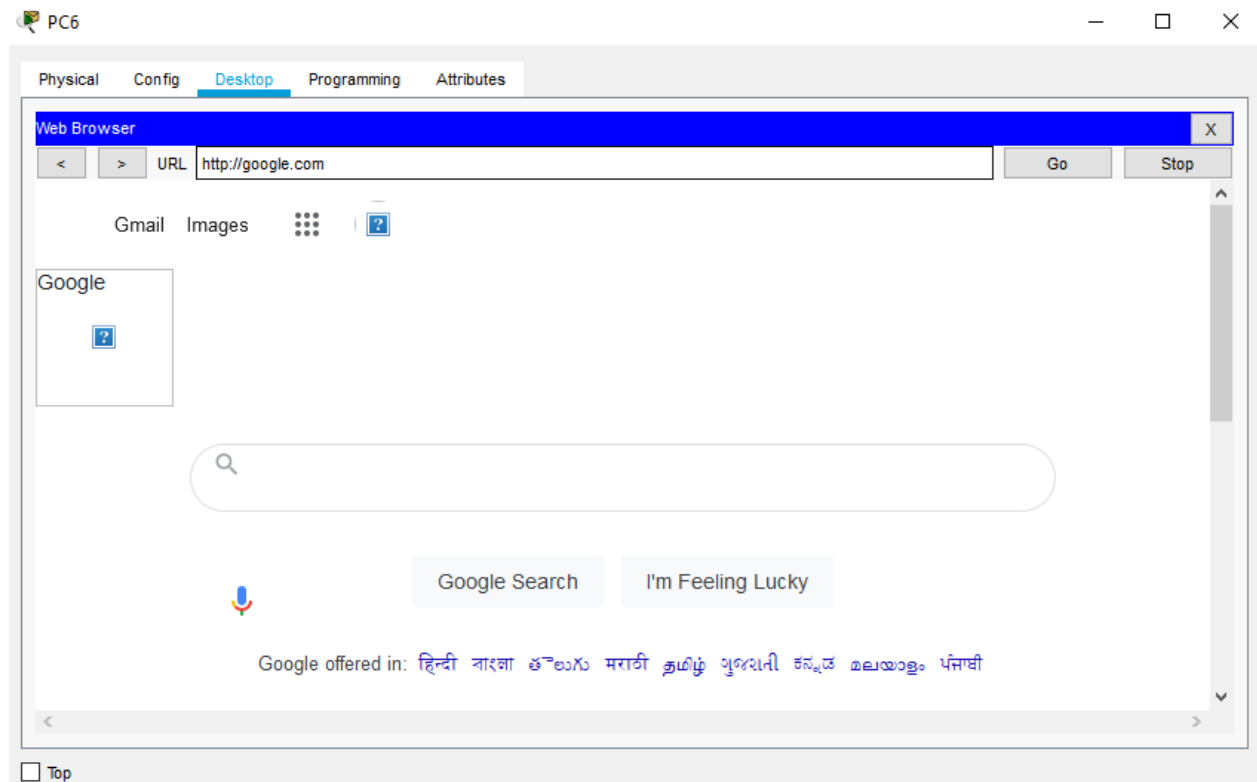 PC6
Physical Config Desktop Programming Attributes
Web Browser X
< > URL http://google.com Go Stop
Gmail Images
Google
Google Search I'm Feeling Lucky
Google offered in: हिन्दी বাংলা తెలుగు मराठी தமிழ் ગુજરાતી ಕನ್ನಡ മലയാളം ਪੰਜਾਬੀ
Top